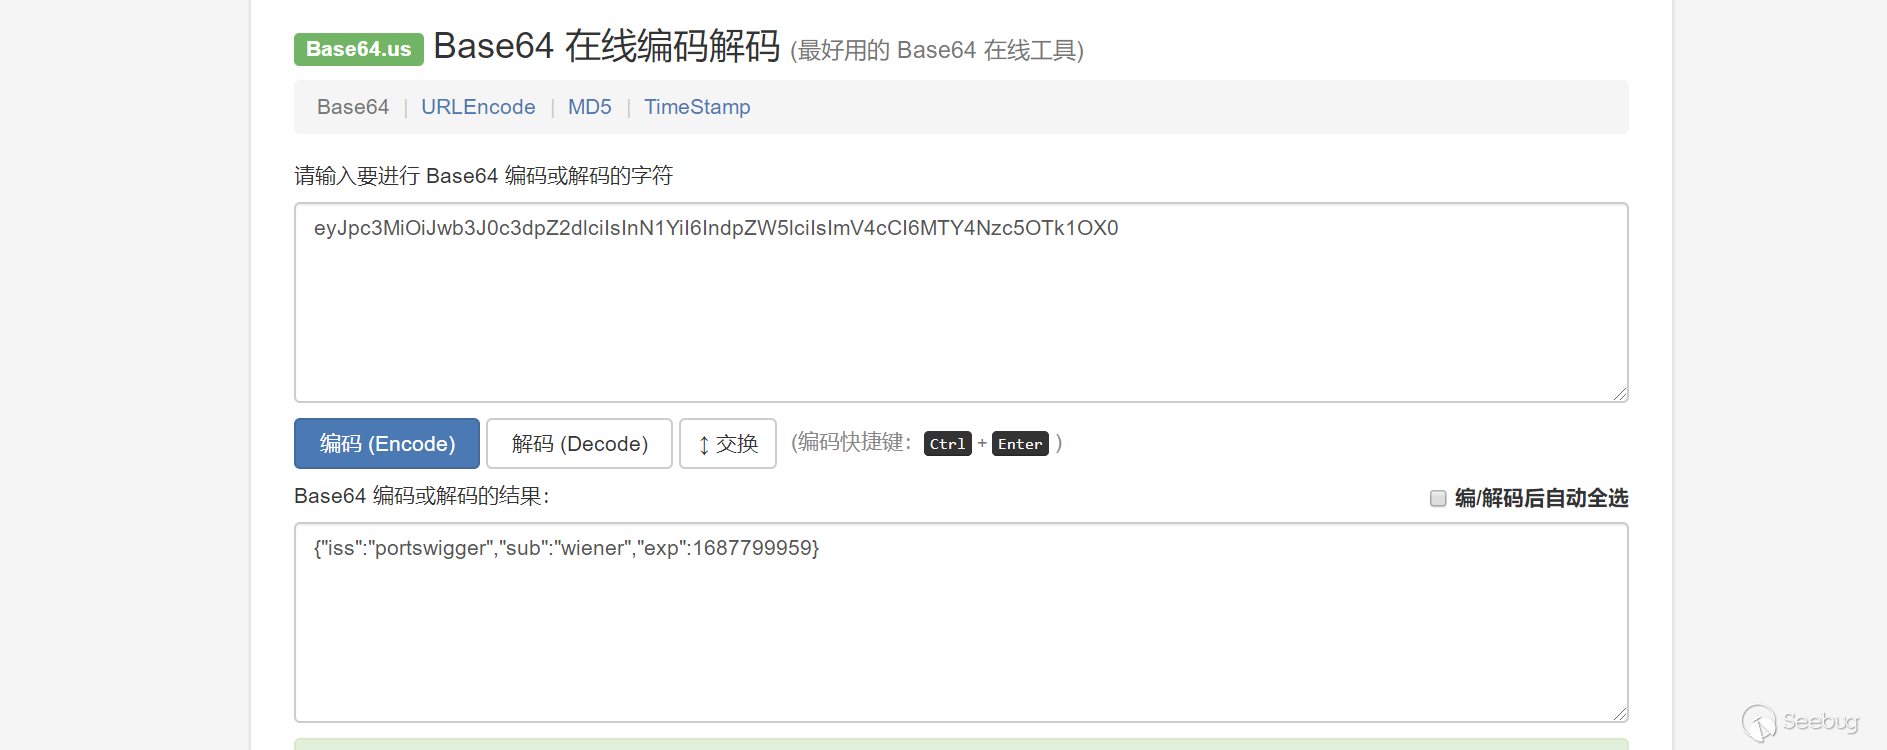 Base64.us Base64 在线编码解码 (最好用的 Base64 在线工具)
Base64 | URLEncode | MD5 | TimeStamp
请输入要进行 Base64 编码或解码的字符
eyJpc3MiOiJwb3J0c3dpZ2dlciIsInN1YiI6IndpZW5lciIsImV4cCI6MTY4Nzc5OTk1OX0
编码 (Encode) 解码 (Decode) ↕ 交换 (编码快捷键: Ctrl + Enter )
Base64 编码或解码的结果: 编/解码后自动全选
{"iss":"portswigger","sub":"wiener","exp":1687799959}
Seebug